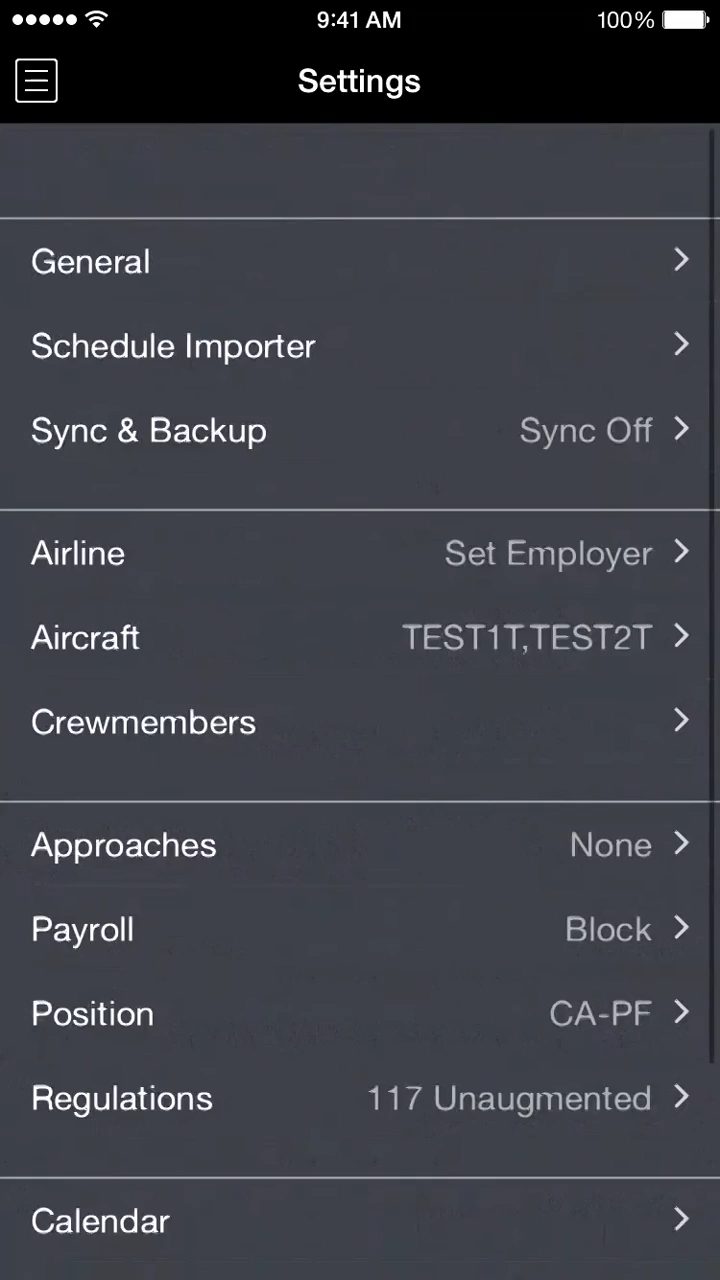 9:41 AM
100%
Settings
General
Schedule Importer
Sync & Backup Sync Off
Airline Set Employer
Aircraft TEST1T,TEST2T
Crewmembers
Approaches None
Payroll Block
Position CA-PF
Regulations 117 Unaugmented
Calendar